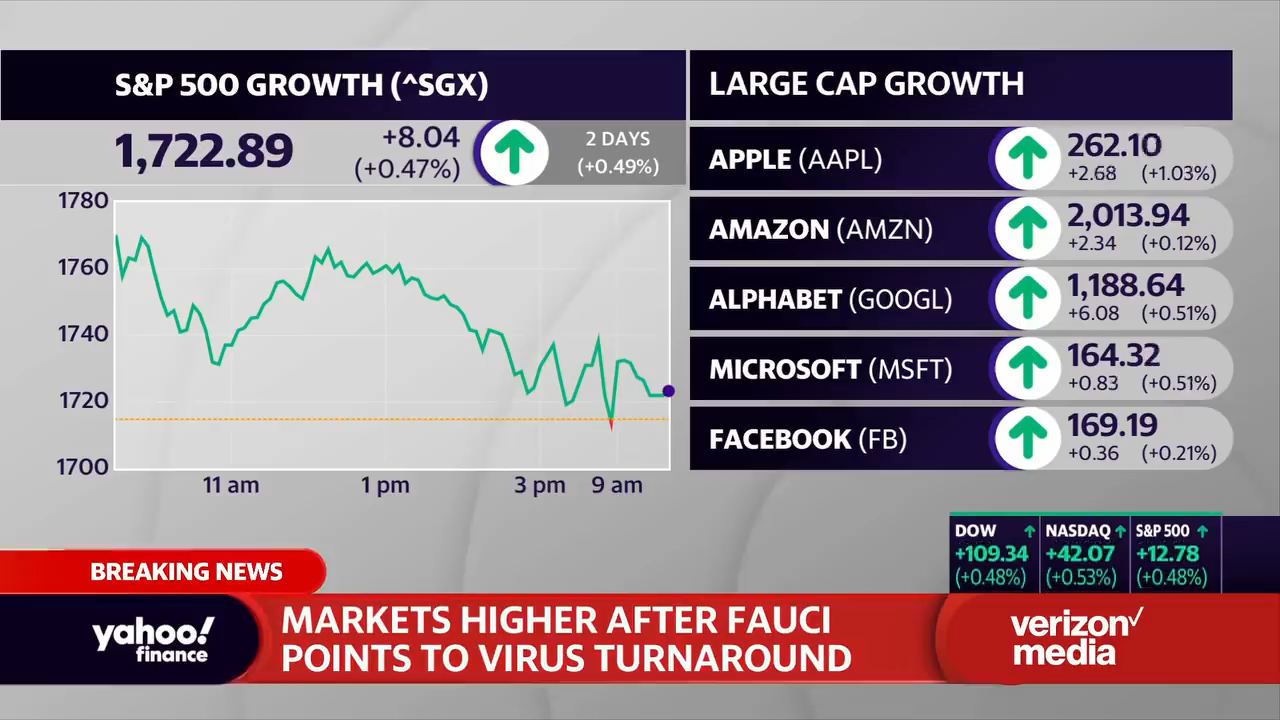 S&P 500 GROWTH (^SGX)
1,722.89
+8.04
(+0.47%)
2 DAYS
(+0.49%)
1780
1760
1740
1720
1700
11 am
1 pm
3 pm
9 am
LARGE CAP GROWTH
APPLE (AAPL)
262.10
+2.68 (+1.03%)
AMAZON (AMZN)
2,013.94
+2.34 (+0.12%)
ALPHABET (GOOGL)
1,188.64
+6.08 (+0.51%)
MICROSOFT (MSFT)
164.32
+0.83 (+0.51%)
FACEBOOK (FB)
169.19
+0.36 (+0.21%)
DOW
+109.34
(+0.48%)
NASDAQ
+42.07
(+0.53%)
S&P 500
+12.78
(+0.48%)
BREAKING NEWS
yahoo!
finance
MARKETS HIGHER AFTER FAUCI
POINTS TO VIRUS TURNAROUND
verizon✓
media